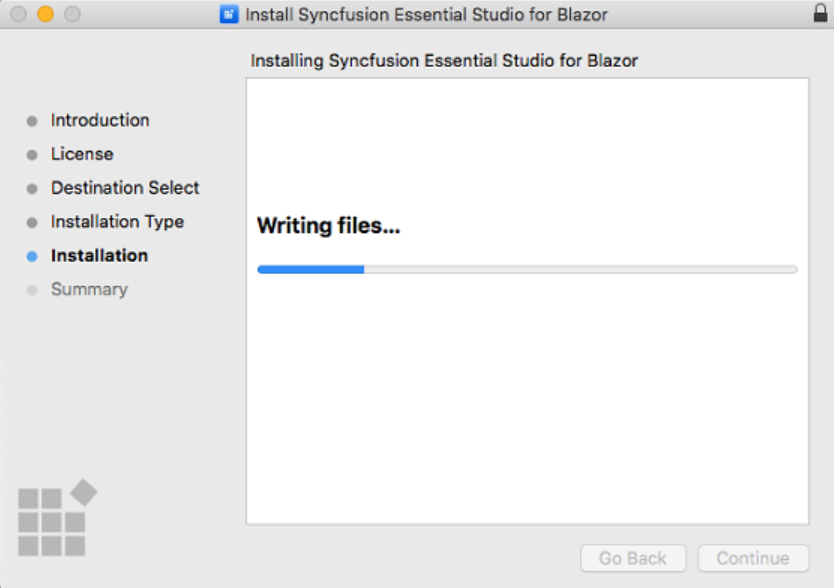 Install Syncfusion Essential Studio for Blazor
Installing Syncfusion Essential Studio for Blazor
Introduction
License
Destination Select
Installation Type
Installation
Summary
Writing files...
Go Back
Continue